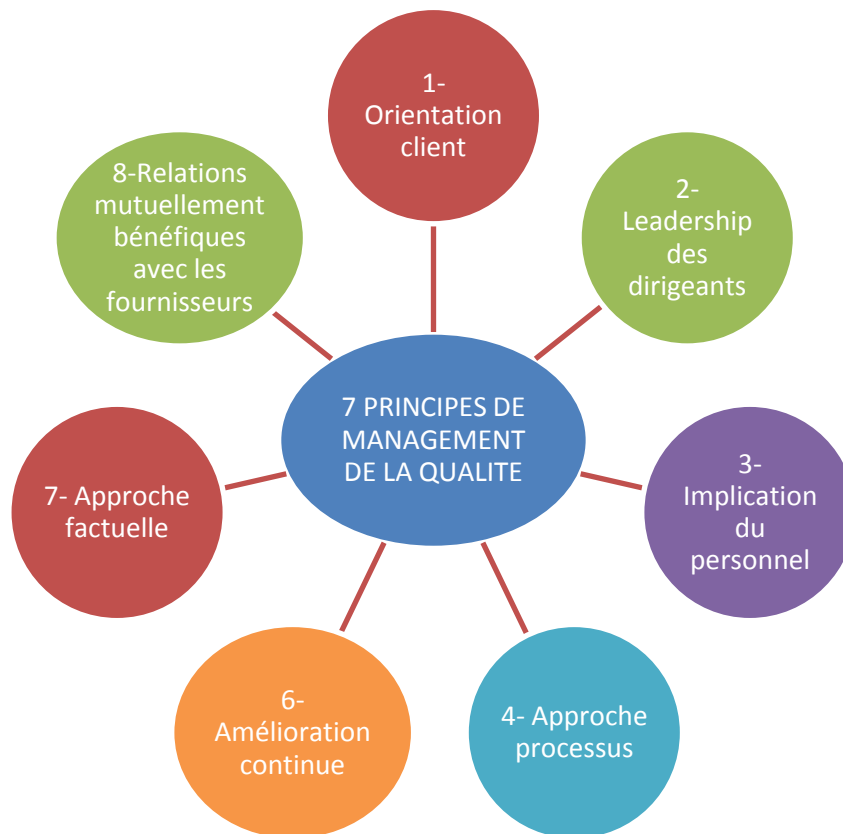 1-
Orientation
client
2-
Leadership
des
dirigeants
3-
Implication
du
personnel
4- Approche
processus
6-
Amélioration
continue
7- Approche
factuelle
8-Relations
mutuellement
bénéfiques
avec les
fournisseurs
7 PRINCIPES DE
MANAGEMENT
DE LA QUALITE